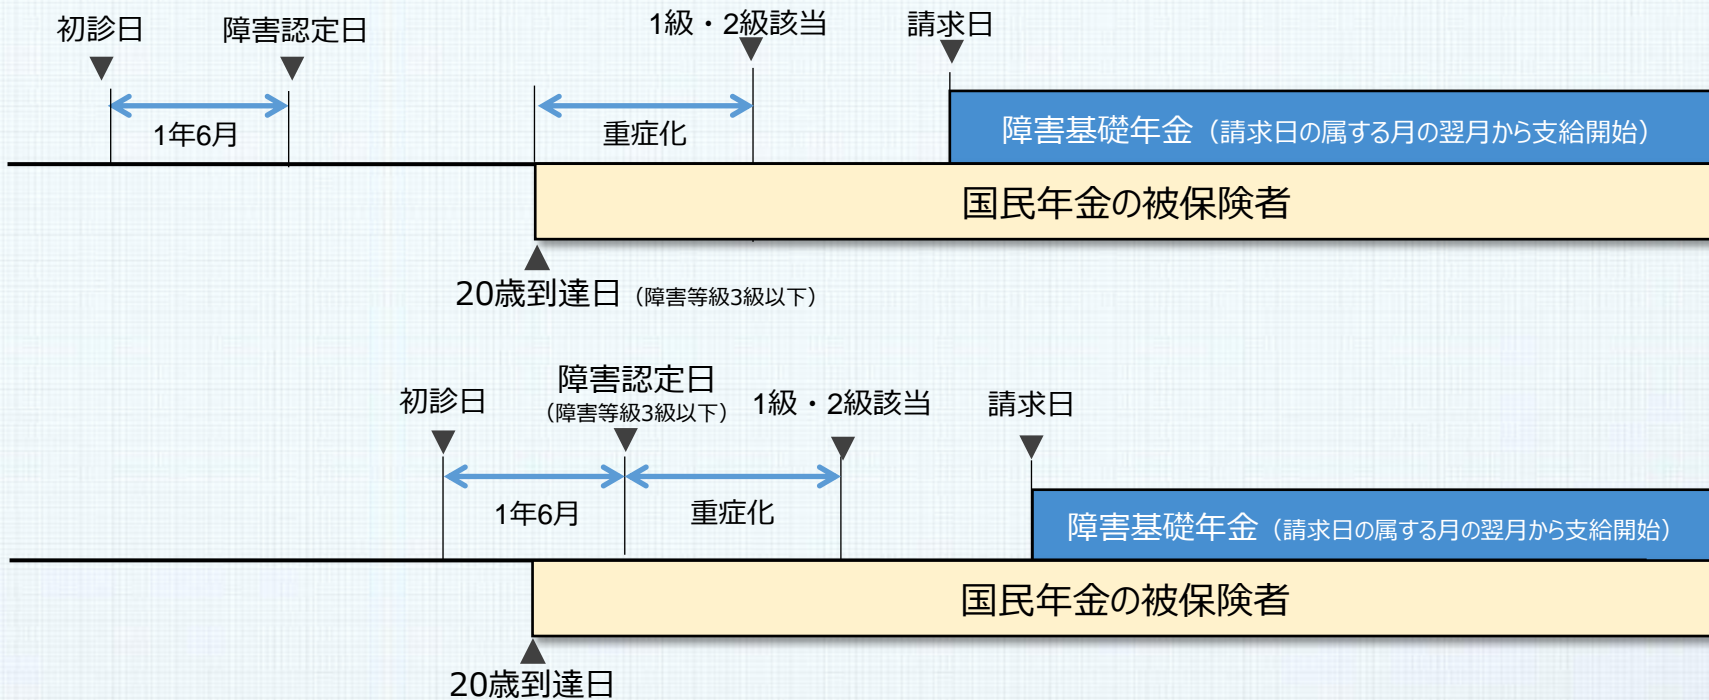 初診日
障害認定日
1級・2級該当
請求日
1年6月
重症化
障害基礎年金（請求日の属する月の翌月から支給開始）
国民年金の被保険者
20歳到達日（障害等級3級以下）
初診日
障害認定日
（障害等級3級以下）
1級・2級該当
請求日
1年6月
重症化
障害基礎年金（請求日の属する月の翌月から支給開始）
国民年金の被保険者
20歳到達日